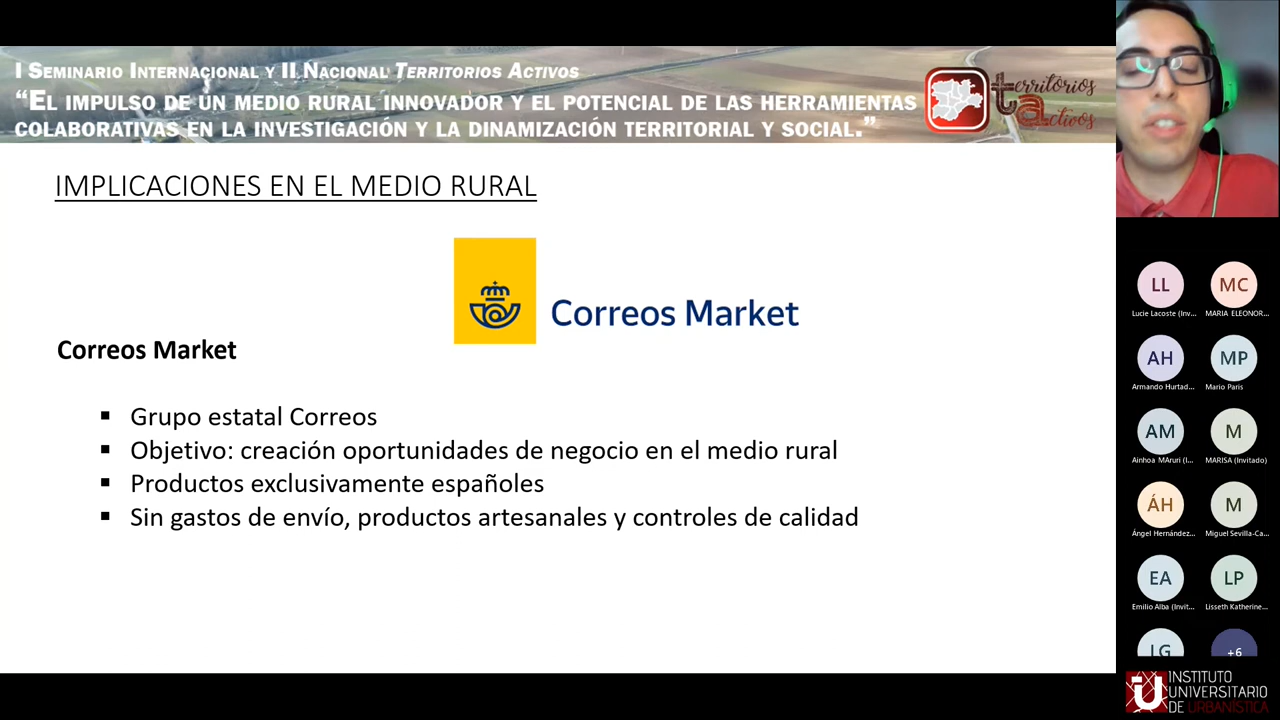 I SEMINARIO INTERNACIONAL Y II NACIONAL TERRITORIOS ACTIVOS
“EL IMPULSO DE UN MEDIO RURAL INNOVADOR Y EL POTENCIAL DE LAS HERRAMIENTAS
COLABORATIVAS EN LA INVESTIGACIÓN Y LA DINAMIZACIÓN TERRITORIAL Y SOCIAL.”
territorios
ta
activos
IMPLICACIONES EN EL MEDIO RURAL
Correos Market
Correos Market
▪ Grupo estatal Correos
▪ Objetivo: creación oportunidades de negocio en el medio rural
▪ Productos exclusivamente españoles
▪ Sin gastos de envío, productos artesanales y controles de calidad
LL MC
Lucie Lacoste (Inv... MARIA ELEONOR...
AH MP
Armando Hurtad... Mario Paris
AM M
Ainhoa MAruri (I... MARISA (Invitado)
ÁH M
Ángel Hernández... Miguel Sevilla-Ca...
EA LP
Emilio Alba (Invit... Lisseth Katherine...
LG +6
INSTITUTO
UNIVERSITARIO
DE URBANÍSTICA